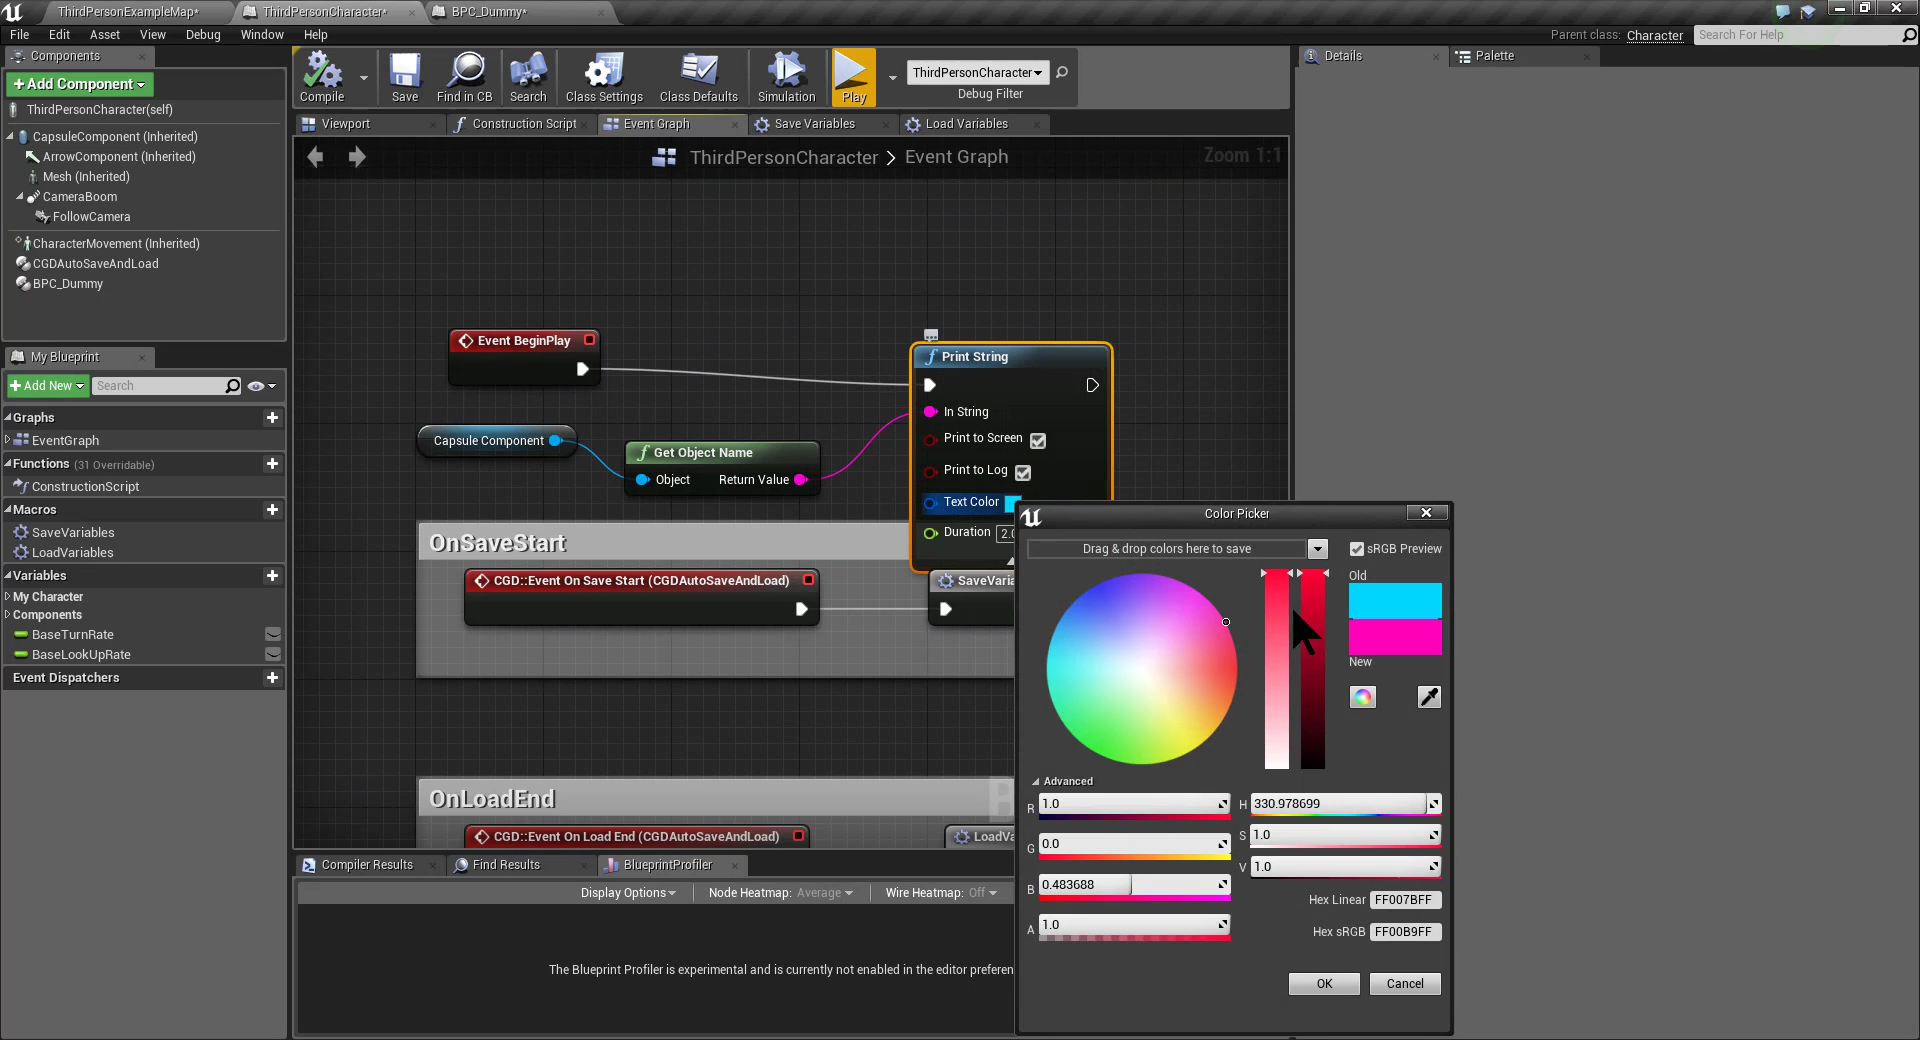 ThirdPersonExampleMap*
ThirdPersonCharacter*
BPC_Dummy*
File Edit Asset View Debug Window Help
Parent class: Character
Search For Help
Components
+Add Component
ThirdPersonCharacter(self)
CapsuleComponent (Inherited)
ArrowComponent (Inherited)
Mesh (Inherited)
CameraBoom
FollowCamera
CharacterMovement (Inherited)
CGDAutoSaveAndLoad
BPC_Dummy
My Blueprint
+Add New
Search
Graphs
EventGraph
Functions (31 Overridable)
ConstructionScript
Macros
SaveVariables
LoadVariables
Variables
My Character
Components
BaseTurnRate
BaseLookUpRate
Event Dispatchers
Compile
Save
Find in CB
Search
Class Settings
Class Defaults
Simulation
Play
ThirdPersonCharacter
Debug Filter
Viewport
Construction Script
Event Graph
Save Variables
Load Variables
ThirdPersonCharacter > Event Graph
Zoom 1:1
Event BeginPlay
Capsule Component
Get Object Name
Object Return Value
Print String
In String
Print to Screen
Print to Log
Text Color
Duration 2.0
OnSaveStart
CGD::Event On Save Start (CGDAutoSaveAndLoad)
SaveVaria
OnLoadEnd
B
CGD::Event On Load End (CGDAutoSaveAndLoad)
LoadVa
Compiler Results
Find Results
BlueprintProfiler
Display Options
Node Heatmap: Average
Wire Heatmap: Off
The Blueprint Profiler is experimental and is currently not enabled in the editor preferen
Details
Palette
Color Picker
Drag & drop colors here to save
sRGB Preview
Old
New
Advanced
R 1.0
G 0.0
B 0.483688
A 1.0
H 330.978699
S 1.0
V 1.0
Hex Linear FF007BFF
Hex sRGB FF00B9FF
OK
Cancel